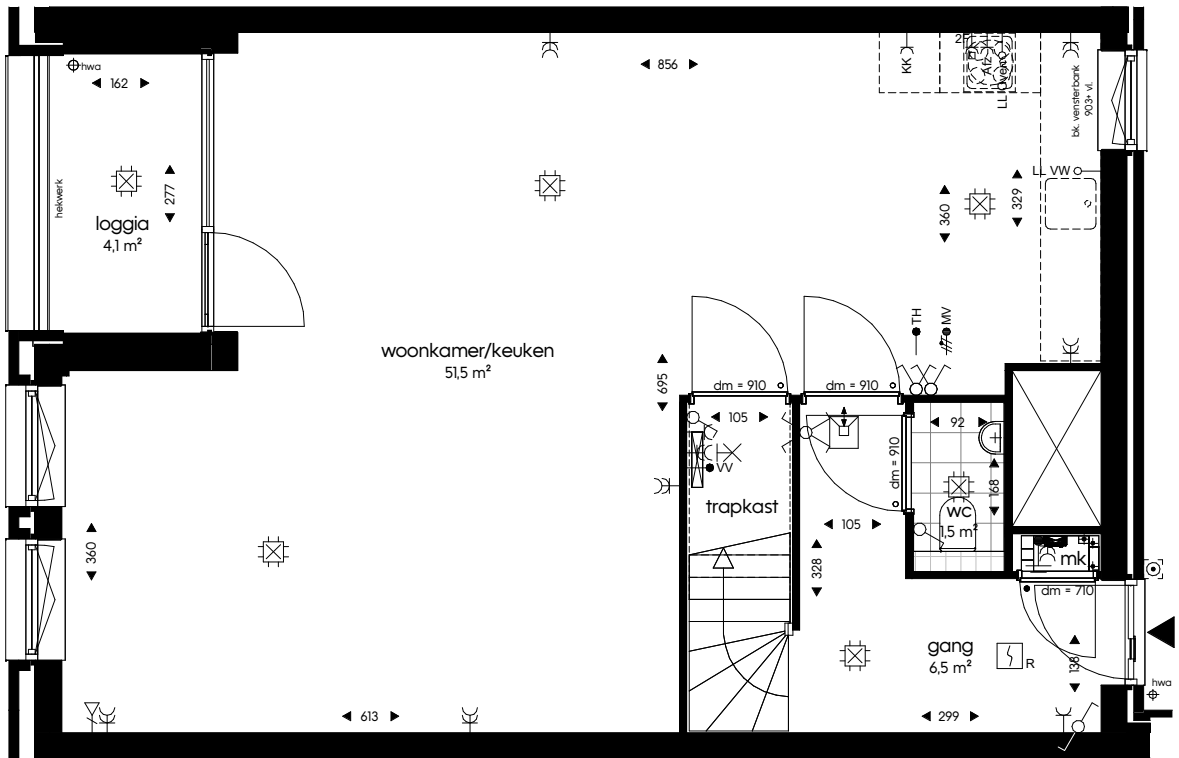 hwa
162
hekwerk
277
loggia
4,1 m²
856
KK
LL Oven
bk. vensterbank
903+ vl.
LL VW
360
329
TH
MV
woonkamer/keuken
51,5 m²
695
dm = 910
dm = 910
105
VV
trapkast
92
dm = 910
168
wc
1,5 m²
105
328
mk
dm = 710
360
gang
6,5 m²
R
138
hwa
613
299